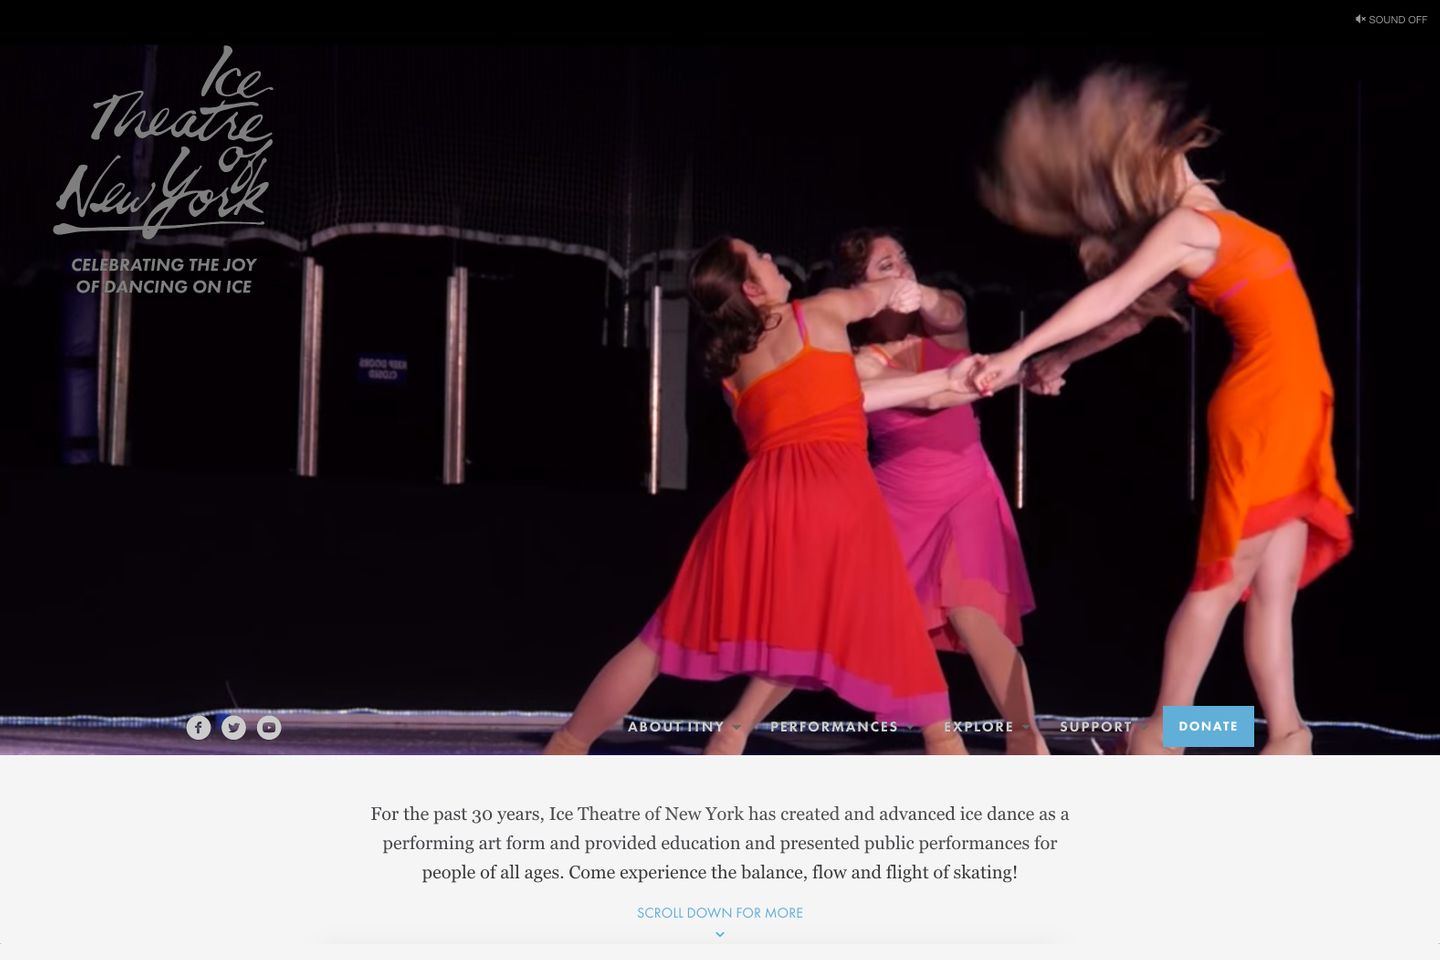 SOUND OFF
Ice
Theatre
of
New York
CELEBRATING THE JOY
OF DANCING ON ICE
KEEP DOORS
CLOSED
ABOUT ITNY PERFORMANCES EXPLORE SUPPORT DONATE
For the past 30 years, Ice Theatre of New York has created and advanced ice dance as a
performing art form and provided education and presented public performances for
people of all ages. Come experience the balance, flow and flight of skating!
SCROLL DOWN FOR MORE